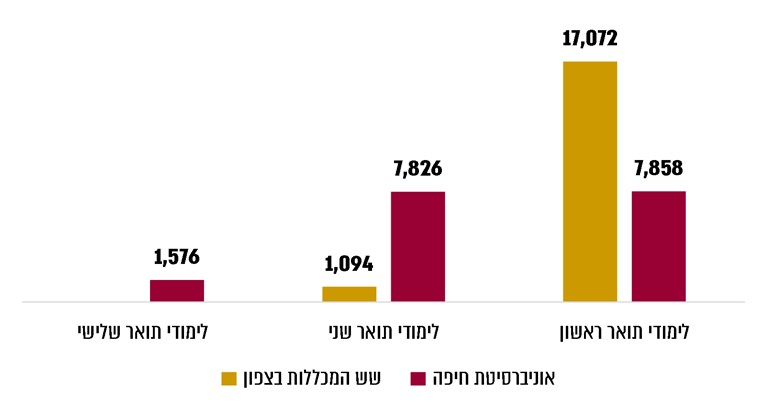 17,072
7,858
7,826
1,094
1,576
לימודי תואר ראשון
לימודי תואר שני
לימודי תואר שלישי
אוניברסיטת חיפה
שש המכללות בצפון